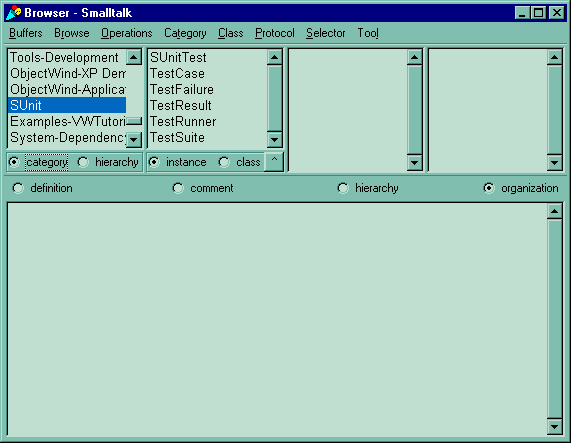 Browser - Smalltalk
Buffers Browse Operations Category Class Protocol Selector Tool
Tools-Development
ObjectWind-XP Dem
ObjectWind-Applicat
SUnit
Examples-VWTutori
System-Dependency
SUnitTest
TestCase
TestFailure
TestResult
TestRunner
TestSuite
category hierarchy instance class ^
definition comment hierarchy organization